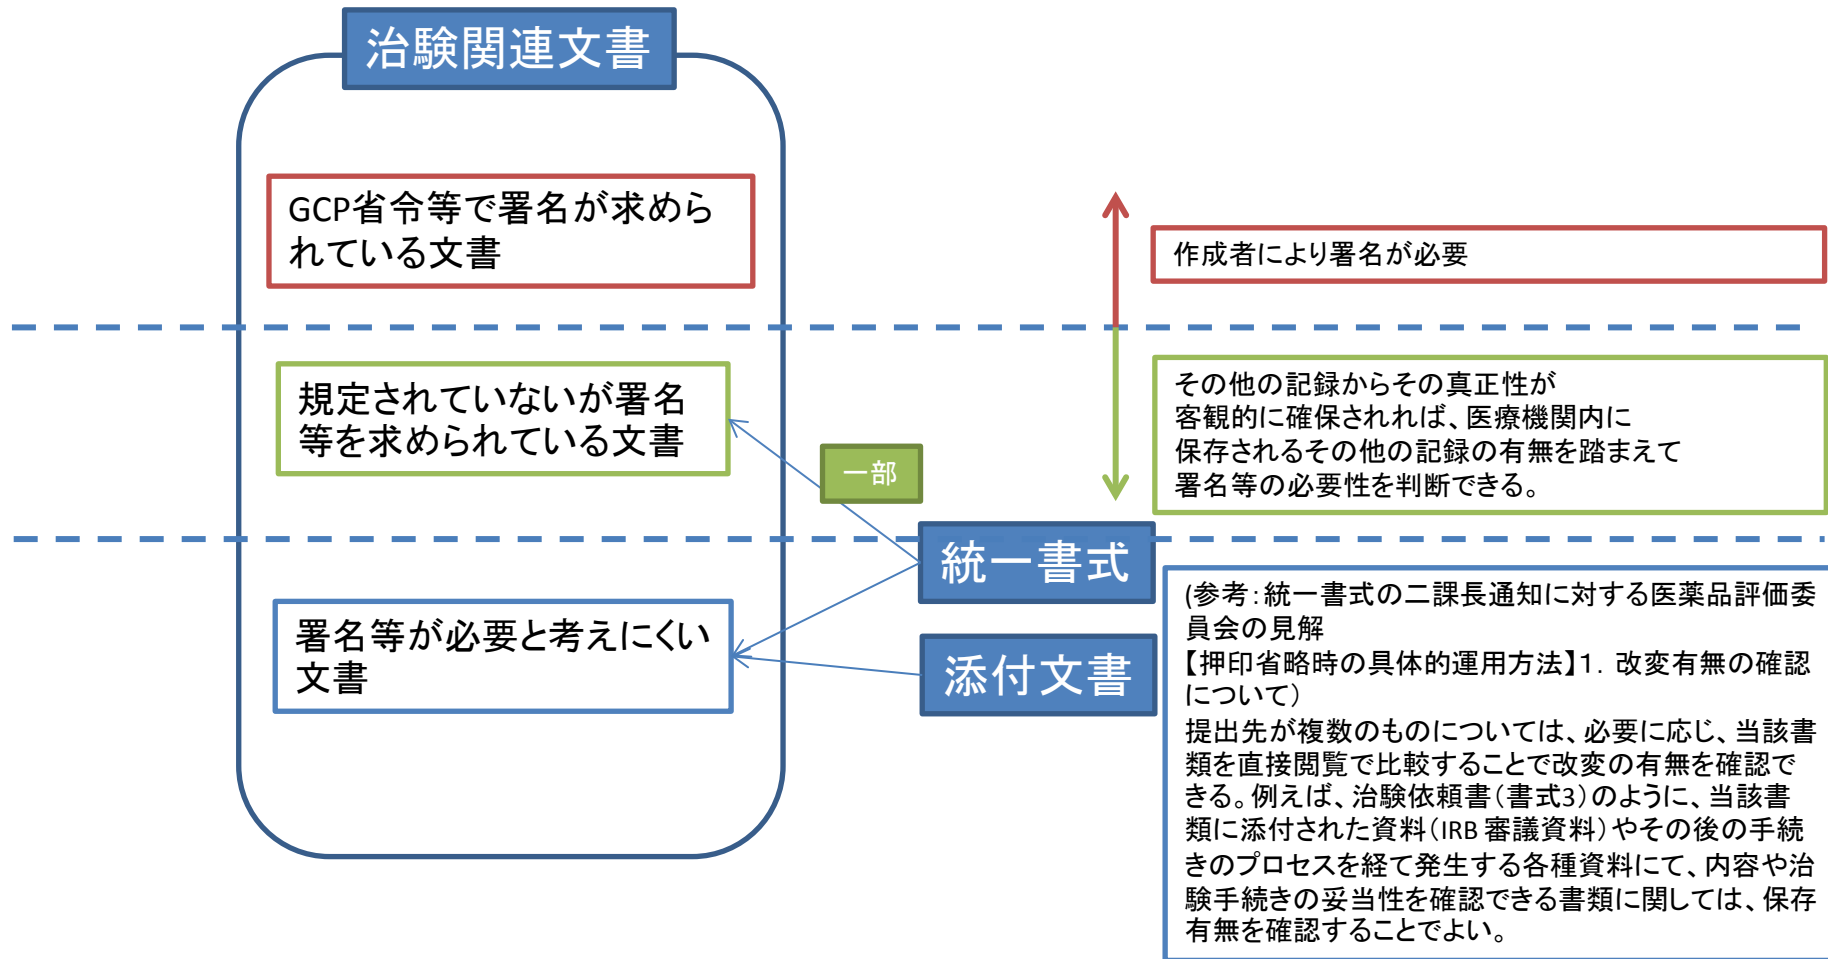 治験関連文書
GCP省令等で署名が求めら
れている文書
作成者により署名が必要
規定されていないが署名
等を求められている文書
その他の記録からその真正性が
客観的に確保されれば、医療機関内に
保存されるその他の記録の有無を踏まえて
署名等の必要性を判断できる。
一部
統一書式
署名等が必要と考えにくい
文書
添付文書
(参考:統一書式の二課長通知に対する医薬品評価委
員会の見解
【押印省略時の具体的運用方法】1. 改変有無の確認
について)
提出先が複数のものについては、必要に応じ、当該書
類を直接閲覧で比較することで改変の有無を確認で
きる。例えば、治験依頼書(書式3)のように、当該書
類に添付された資料(IRB 審議資料)やその後の手続
きのプロセスを経て発生する各種資料にて、内容や治
験手続きの妥当性を確認できる書類に関しては、保存
有無を確認することでよい。